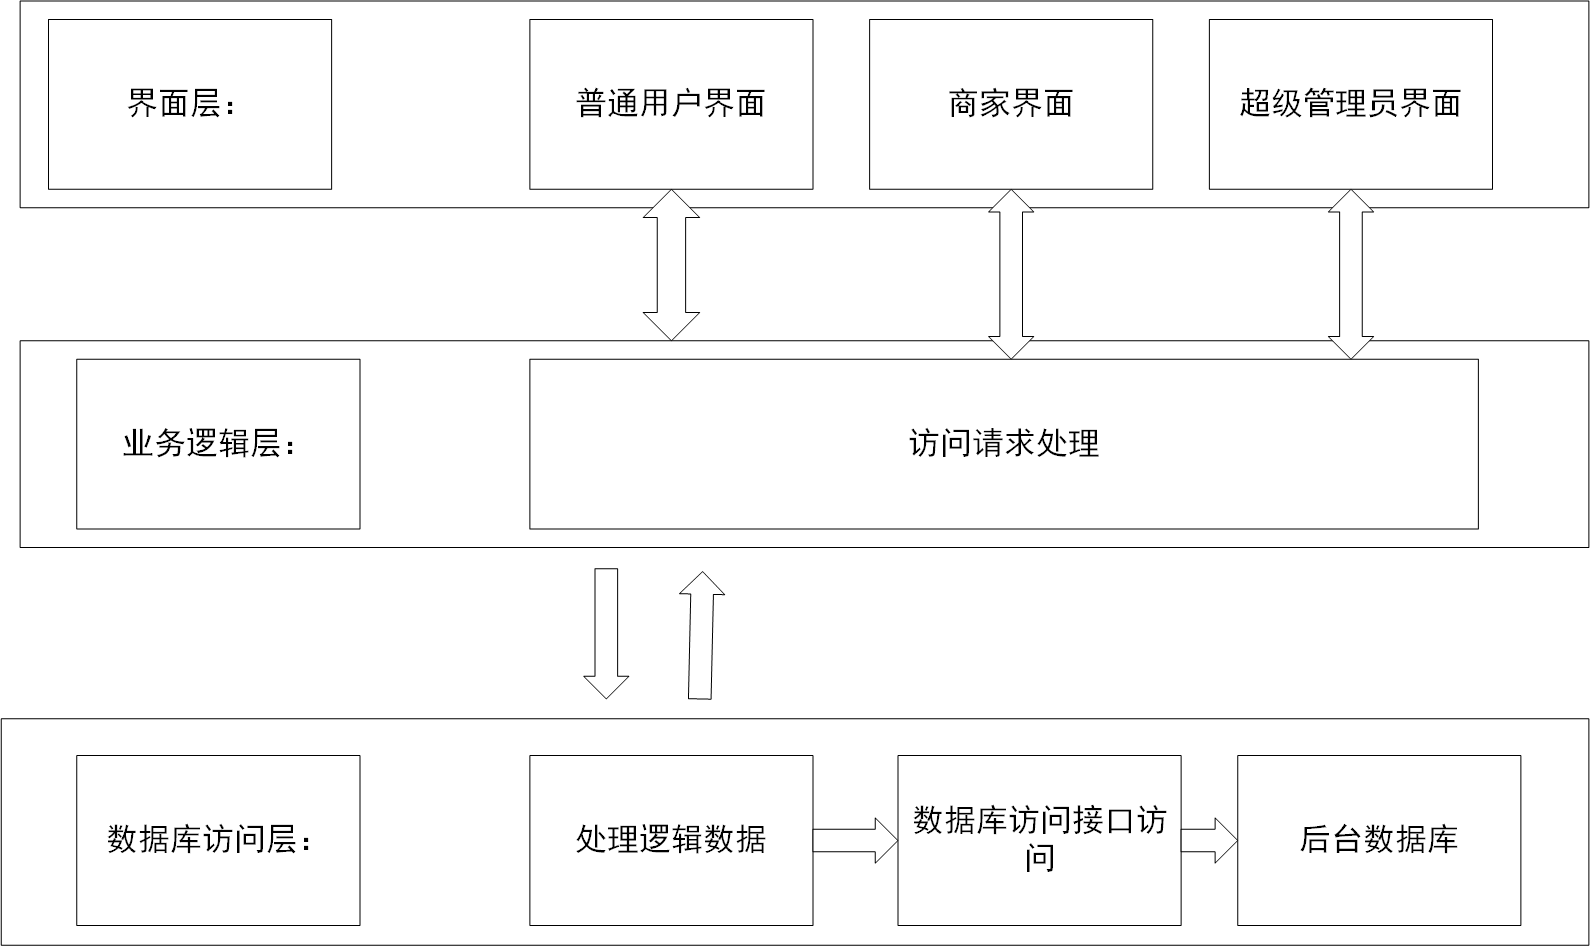 界面层：
普通用户界面
商家界面
超级管理员界面
业务逻辑层：
访问请求处理
数据库访问层：
处理逻辑数据
数据库访问接口访
问
后台数据库